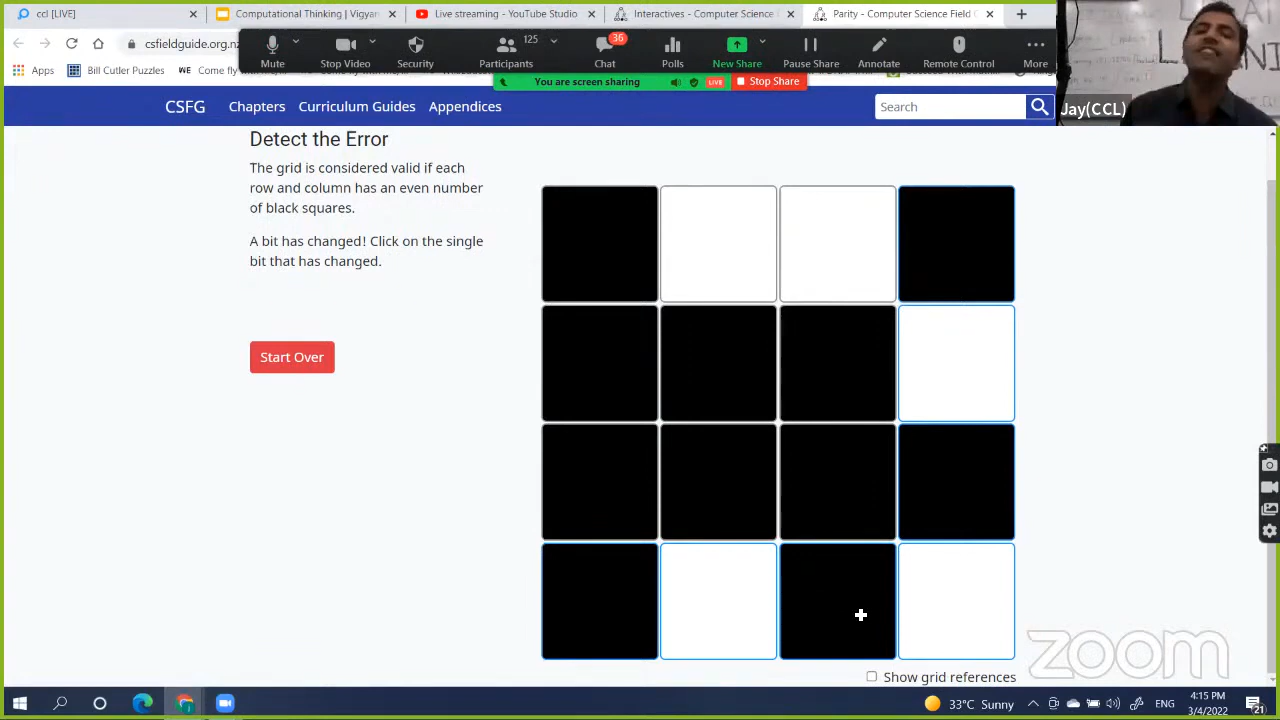 ccl [LIVE]
Computational Thinking | Vigyan
Live streaming - YouTube Studio
Interactives - Computer Science
Parity - Computer Science Field G
csfieldguide.org.nz
Mute
Stop Video
Security
125
Participants
36
Chat
Polls
New Share
Pause Share
Annotate
Remote Control
More
Apps
Bill Cutler Puzzles
WE
You are screen sharing
LIVE
Stop Share
CSFG
Chapters
Curriculum Guides
Appendices
Search
Jay(CCL)
Detect the Error
The grid is considered valid if each
row and column has an even number
of black squares.
A bit has changed! Click on the single
bit that has changed.
Start Over
Show grid references
zoom
33°C Sunny
ENG
4:15 PM
3/4/2022
21